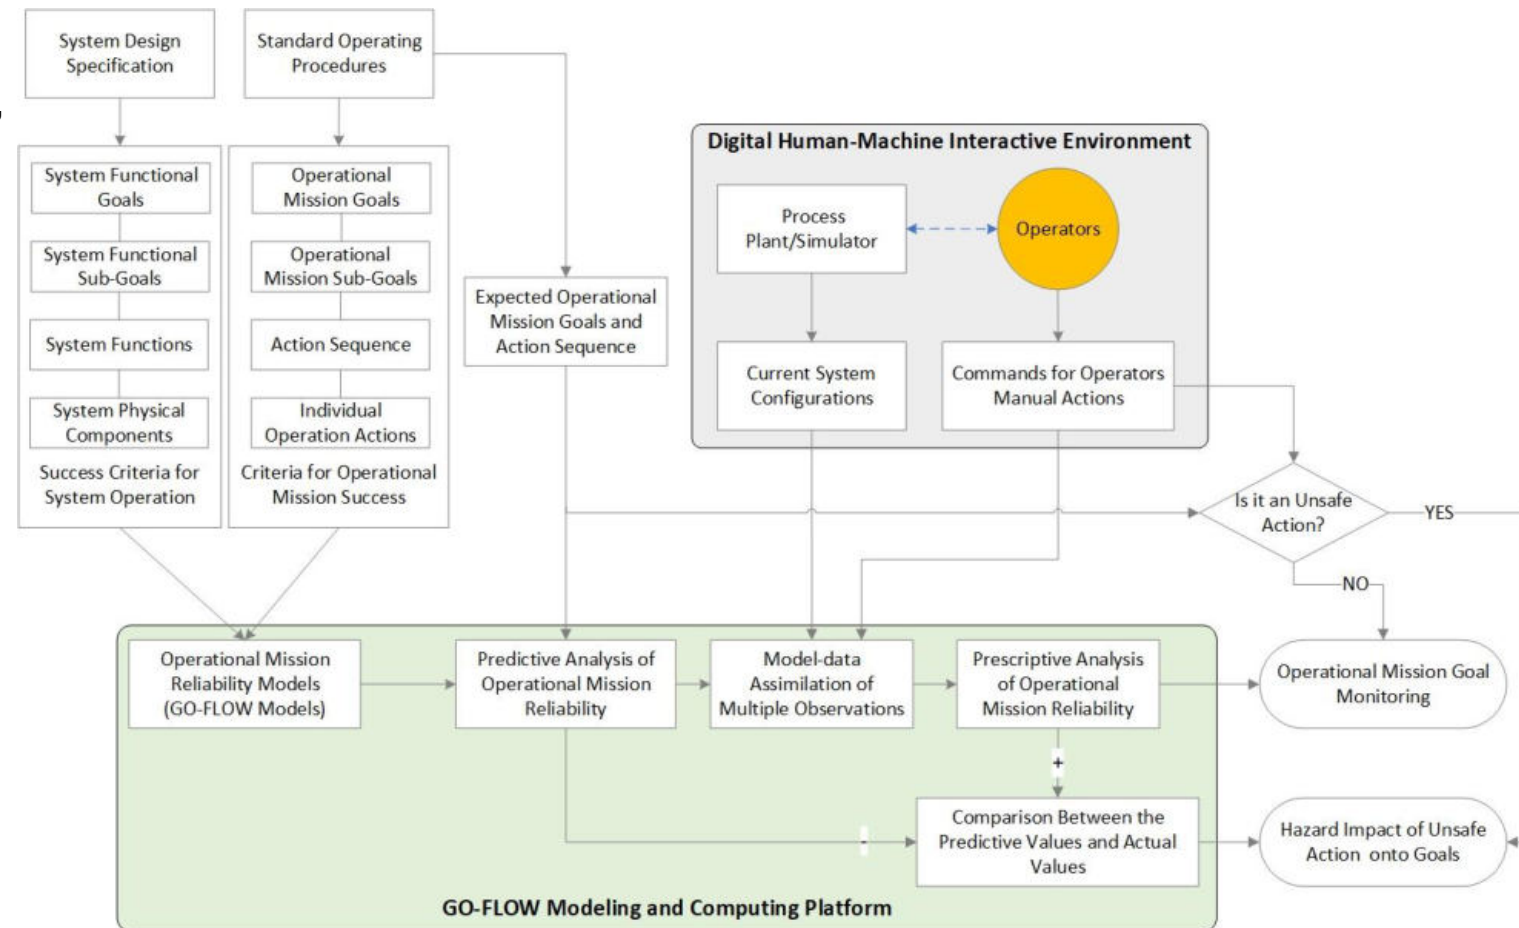 System Design
Specification
Standard Operating
Procedures
Digital Human-Machine Interactive Environment
System Functional
Goals
System Functional
Sub-Goals
System Functions
System Physical
Components
Success Criteria for
System Operation
Operational
Mission Goals
Operational
Mission Sub-Goals
Action Sequence
Individual
Operation Actions
Criteria for Operational
Mission Success
Expected Operational
Mission Goals and
Action Sequence
Process
Plant/Simulator
Operators
Current System
Configurations
Commands for Operators
Manual Actions
Is it an Unsafe
Action?
YES
NO
Operational Mission
Reliability Models
(GO-FLOW Models)
Predictive Analysis of
Operational Mission
Reliability
Model-data
Assimilation of
Multiple Observations
Prescriptive Analysis
of Operational
Mission Reliability
Operational Mission Goal
Monitoring
+
-
Comparison Between the
Predictive Values and Actual
Values
Hazard Impact of Unsafe
Action onto Goals
GO-FLOW Modeling and Computing Platform